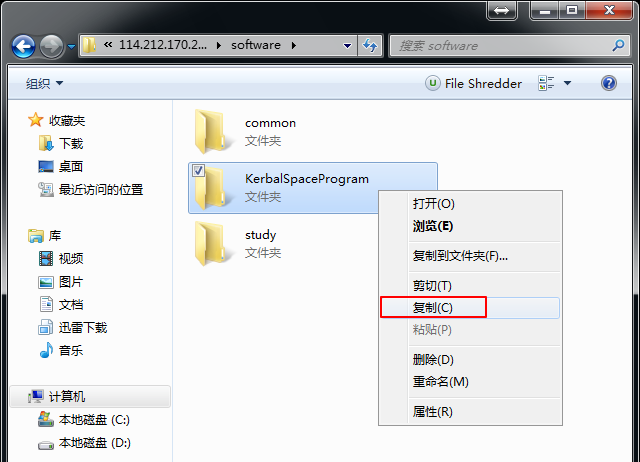 « 114.212.170.2... ▸ software ▸
搜索 software
组织 ▼
File Shredder
收藏夹
下载
桌面
最近访问的位置
库
视频
图片
文档
迅雷下载
音乐
计算机
本地磁盘 (C:)
本地磁盘 (D:)
common
文件夹
KerbalSpaceProgram
文件夹
study
文件夹
打开(O)
浏览(E)
复制到文件夹(F)...
剪切(T)
复制(C)
粘贴(P)
删除(D)
重命名(M)
属性(R)